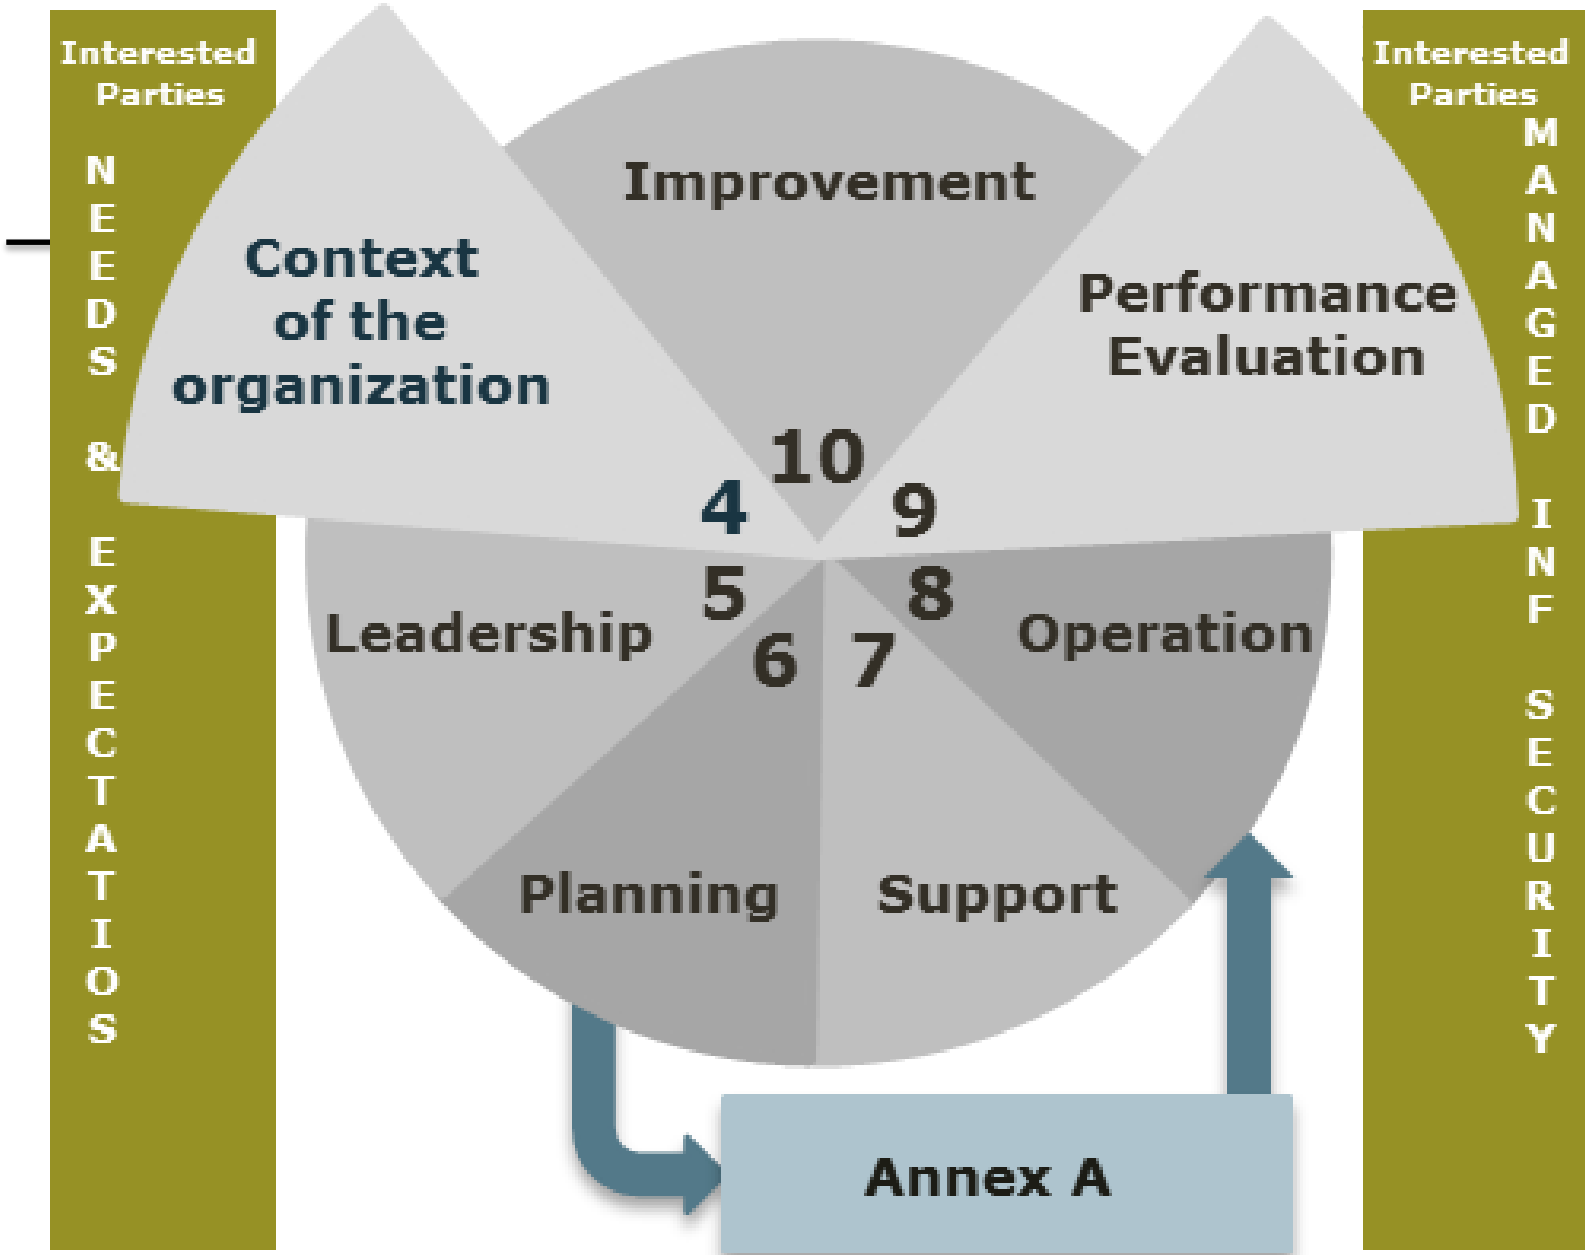 Interested
Parties
NEEDS & EXPECTATIOS
Improvement
Context
of the
organization
Performance
Evaluation
10
4
9
5
8
6
7
Leadership
Operation
Planning
Support
Annex A
Interested
Parties
MANAGED INF SECURITY